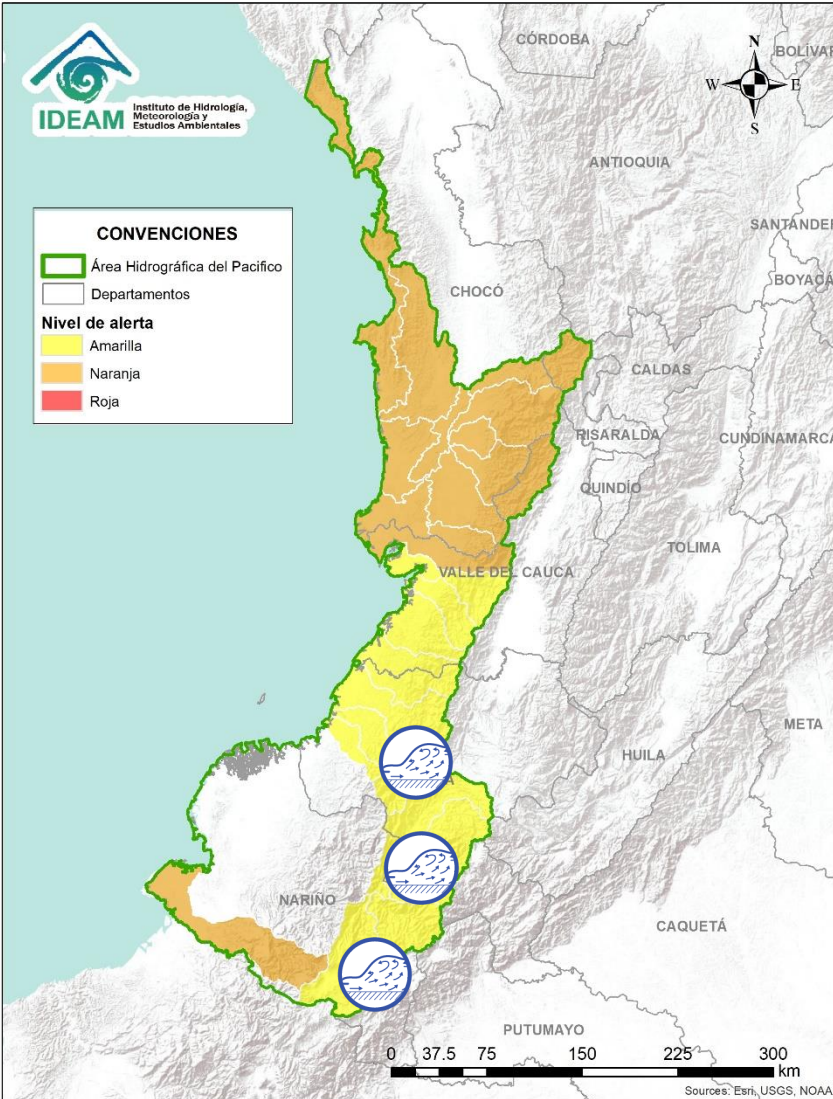 CÓRDOBA
BOLÍVAR
N
W E
S
IDEAM
Instituto de Hidrología,
Meteorología y
Estudios Ambientales
ANTIOQUIA
SANTANDER
CONVENCIONES
Área Hidrográfica del Pacifico
Departamentos
Nivel de alerta
Amarilla
Naranja
Roja
BOYACÁ
CHOCÓ
CALDAS
RISARALDA
CUNDINAMARCA
QUINDÍO
TOLIMA
VALLE DEL CAUCA
META
HUILA
A
NARIÑO
CAQUETÁ
PUTUMAYO
0 37.5 75 150 225 300
km
Sources: Esri, USGS, NOAA